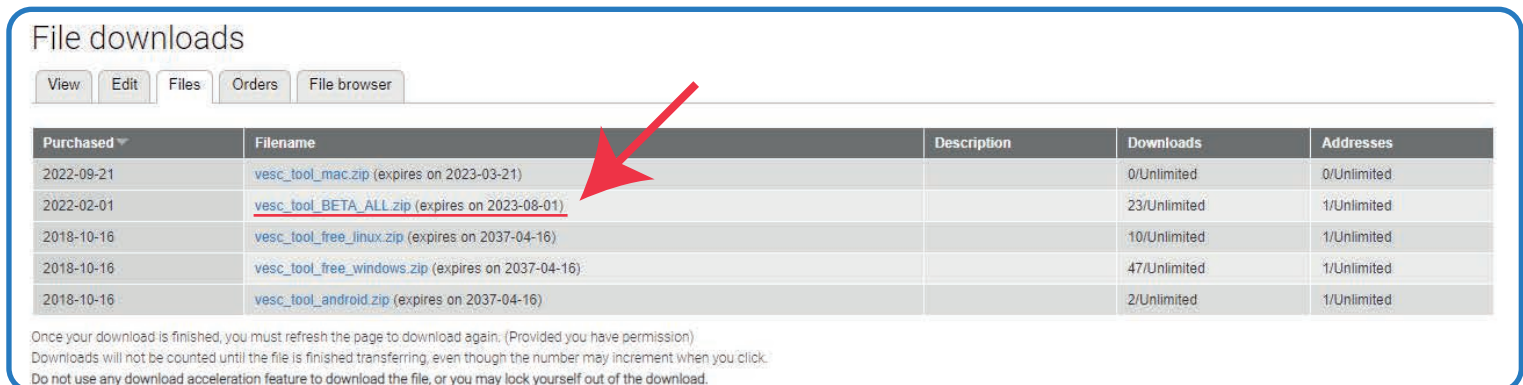 File downloads
View Edit Files Orders File browser
Purchased Filename Description Downloads Addresses
2022-09-21 vesc_tool_mac.zip (expires on 2023-03-21) 0/Unlimited 0/Unlimited
2022-02-01 vesc_tool_BETA_ALL.zip (expires on 2023-08-01) 23/Unlimited 1/Unlimited
2018-10-16 vesc_tool_free_linux.zip (expires on 2037-04-16) 10/Unlimited 1/Unlimited
2018-10-16 vesc_tool_free_windows.zip (expires on 2037-04-16) 47/Unlimited 1/Unlimited
2018-10-16 vesc_tool_android.zip (expires on 2037-04-16) 2/Unlimited 1/Unlimited
Once your download is finished, you must refresh the page to download again. (Provided you have permission)
Downloads will not be counted until the file is finished transferring, even though the number may increment when you click.
Do not use any download acceleration feature to download the file, or you may lock yourself out of the download.